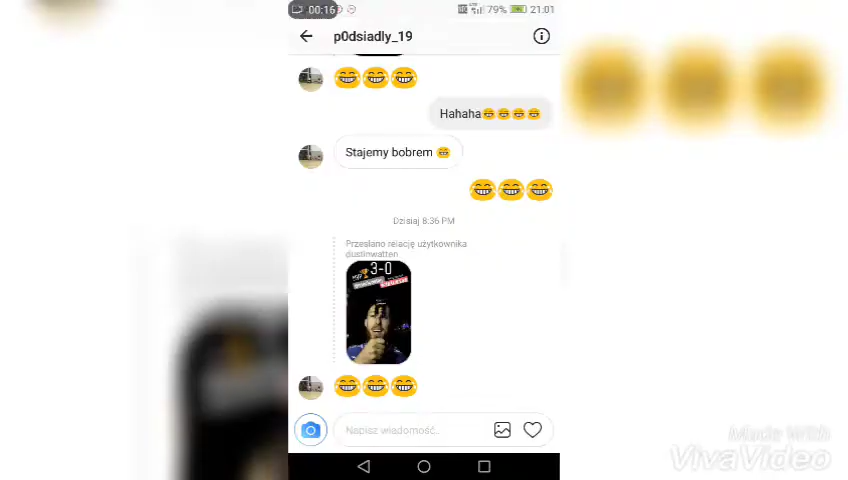 00:16 79% 21:01
p0dsiadly_19
😂😂😂
Hahaha😂😂😂😂
Stajemy bobrem 😂
😂😂😂
Dzisiaj 8:36 PM
Przesłano relację użytkownika
dustinwatten
3-0
😂😂😂
Napisz wiadomość...
Made With
VivaVideo